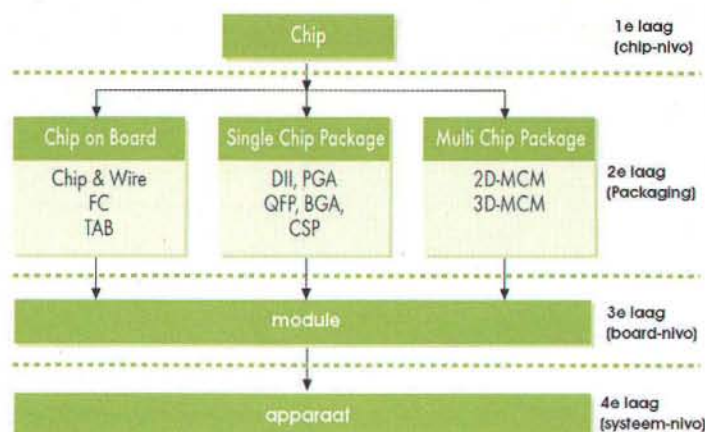 Chip
1e laag
(chip-nivo)
Chip on Board
Single Chip Package
Multi Chip Package
Chip & Wire
FC
TAB
DII, PGA
QFP, BGA,
CSP
2D-MCM
3D-MCM
2e laag
(Packaging)
module
3e laag
(board-nivo)
apparaat
4e laag
(systeem-nivo)